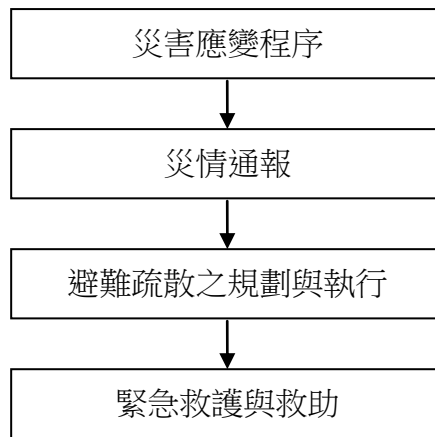 災害應變程序
災情通報
避難疏散之規劃與執行
緊急救護與救助